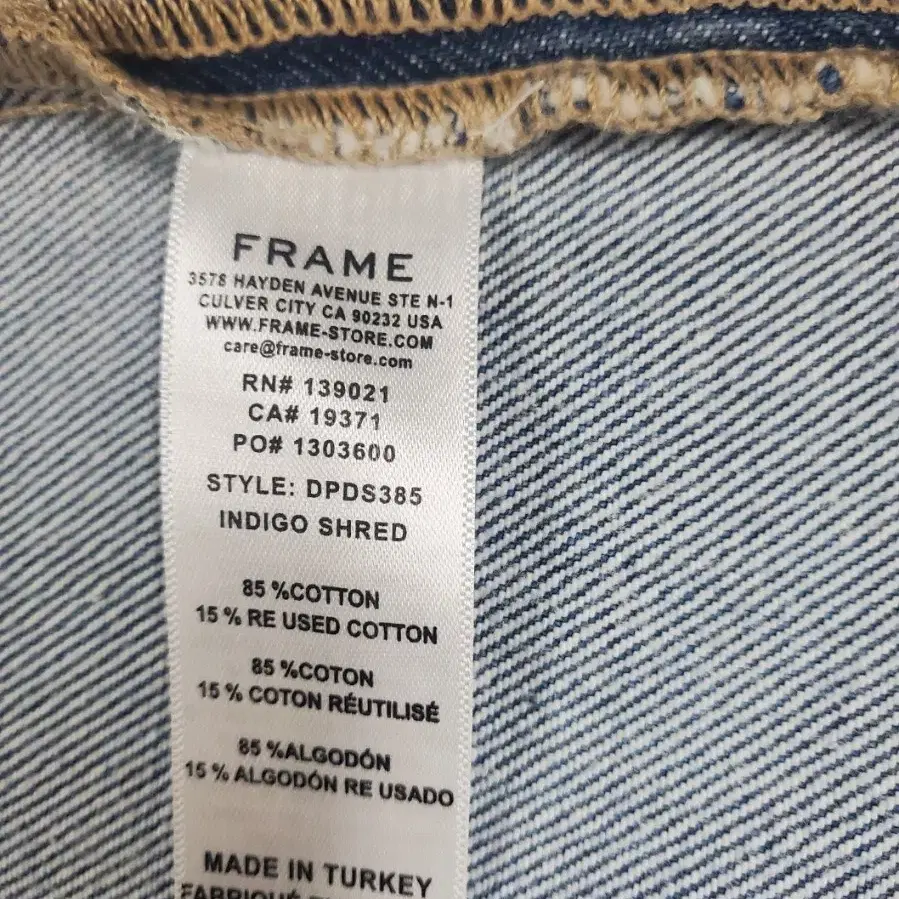 FRAME
3578 HAYDEN AVENUE STE N-1
CULVER CITY CA 90232 USA
WWW.FRAME-STORE.COM
care@frame-store.com
RN# 139021
CA# 19371
PO# 1303600
STYLE: DPDS385
INDIGO SHRED
85 %COTTON
15 % RE USED COTTON
85 %COTON
15 % COTON RÉUTILISÉ
85 %ALGODÓN
15 % ALGODÓN RE USADO
MADE IN TURKEY
FABRIQUÉ